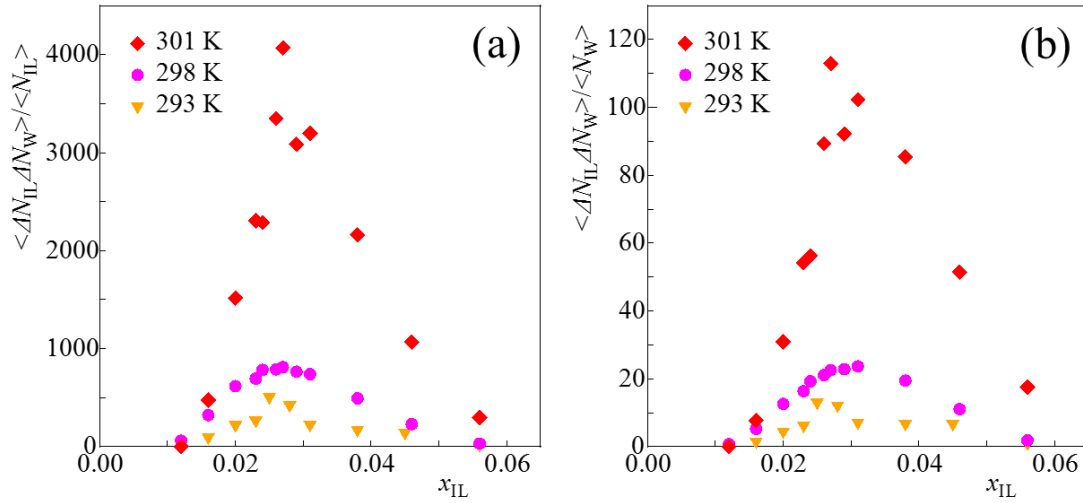 (a)
<ΔN_IL ΔN_W>/<N_IL>
301 K
298 K
293 K
4000
3000
2000
1000
0
0.00 0.02 0.04 0.06
x_IL
(b)
<ΔN_IL ΔN_W>/<N_W>
301 K
298 K
293 K
120
100
80
60
40
20
0
0.00 0.02 0.04 0.06
x_IL